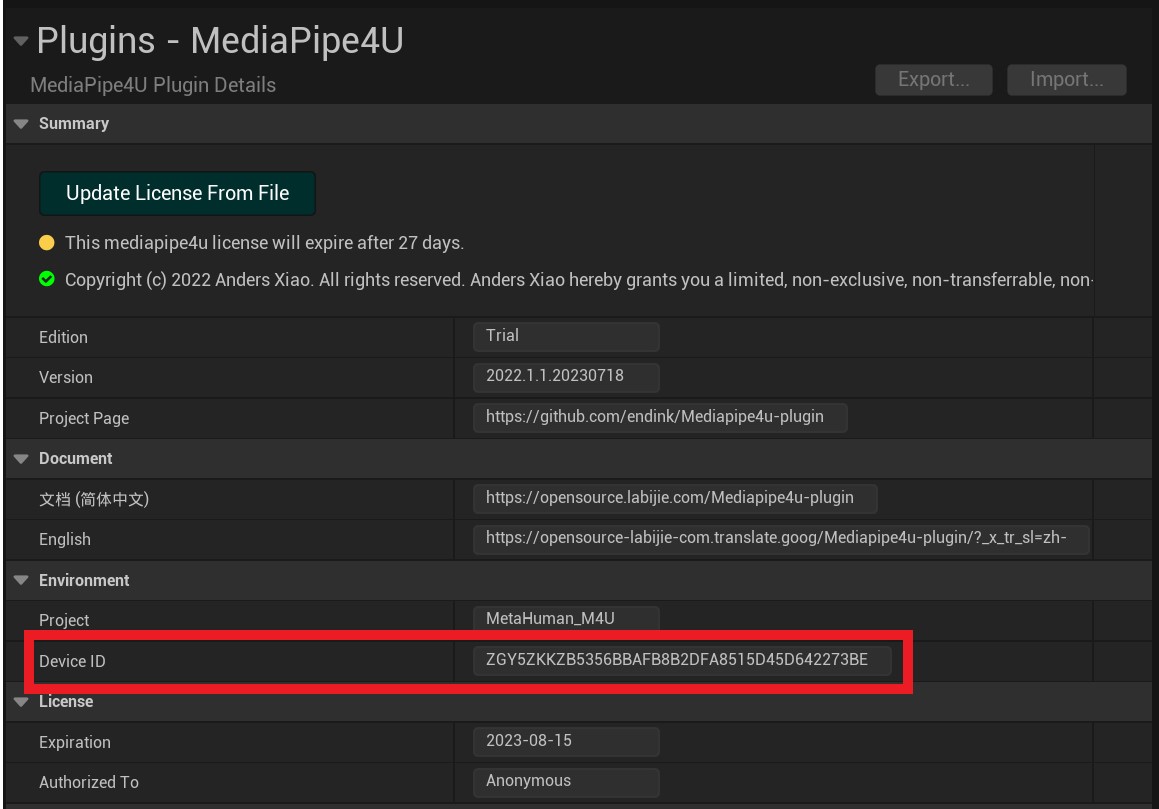 Plugins - MediaPipe4U
MediaPipe4U Plugin Details
Export...
Import...
Summary
Update License From File
This mediapipe4u license will expire after 27 days.
Copyright (c) 2022 Anders Xiao. All rights reserved. Anders Xiao hereby grants you a limited, non-exclusive, non-transferrable, non-
Edition
Trial
Version
2022.1.1.20230718
Project Page
https://github.com/endink/Mediapipe4u-plugin
Document
文档 (简体中文)
https://opensource.labijie.com/Mediapipe4u-plugin
English
https://opensource-labijie-com.translate.goog/Mediapipe4u-plugin/?_x_tr_sl=zh-
Environment
Project
MetaHuman_M4U
Device ID
ZGY5ZKKZB5356BBAFB8B2DFA8515D45D642273BE
License
Expiration
2023-08-15
Authorized To
Anonymous